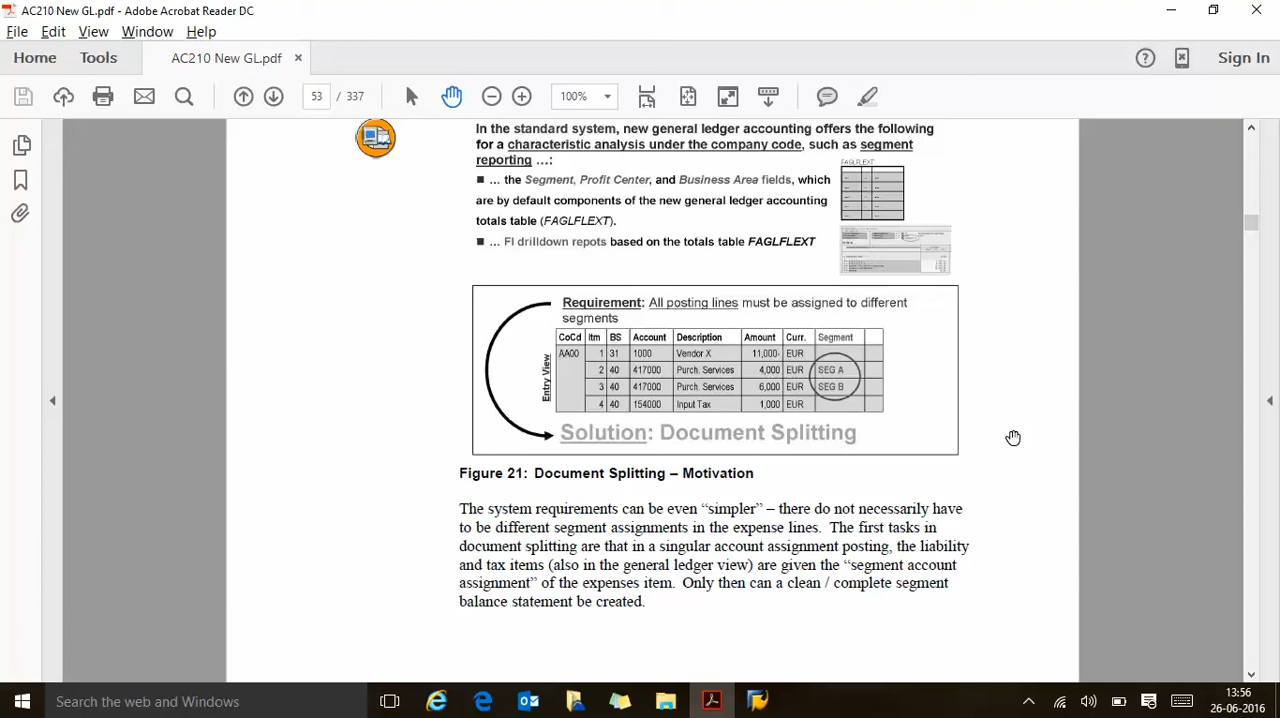 AC210 New GL.pdf - Adobe Acrobat Reader DC
File Edit View Window Help
Home Tools AC210 New GL.pdf × Sign In
53 / 337 100%
In the standard system, new general ledger accounting offers the following
for a characteristic analysis under the company code, such as segment
reporting …:
FAGLFLEXT
■ … the Segment, Profit Center, and Business Area fields, which
are by default components of the new general ledger accounting
totals table (FAGLFLEXT).
■ … FI drilldown repots based on the totals table FAGLFLEXT
Requirement: All posting lines must be assigned to different
segments
Entry View
CoCd Itm BS Account Description Amount Curr. Segment
AA00 1 31 1000 Vendor X 11,000- EUR
2 40 417000 Purch. Services 4,000 EUR SEG A
3 40 417000 Purch. Services 6,000 EUR SEG B
4 40 154000 Input Tax 1,000 EUR
Solution: Document Splitting
Figure 21: Document Splitting – Motivation
The system requirements can be even “simpler” – there do not necessarily have
to be different segment assignments in the expense lines. The first tasks in
document splitting are that in a singular account assignment posting, the liability
and tax items (also in the general ledger view) are given the “segment account
assignment” of the expenses item. Only then can a clean / complete segment
balance statement be created.
Search the web and Windows
13:56
26-06-2016